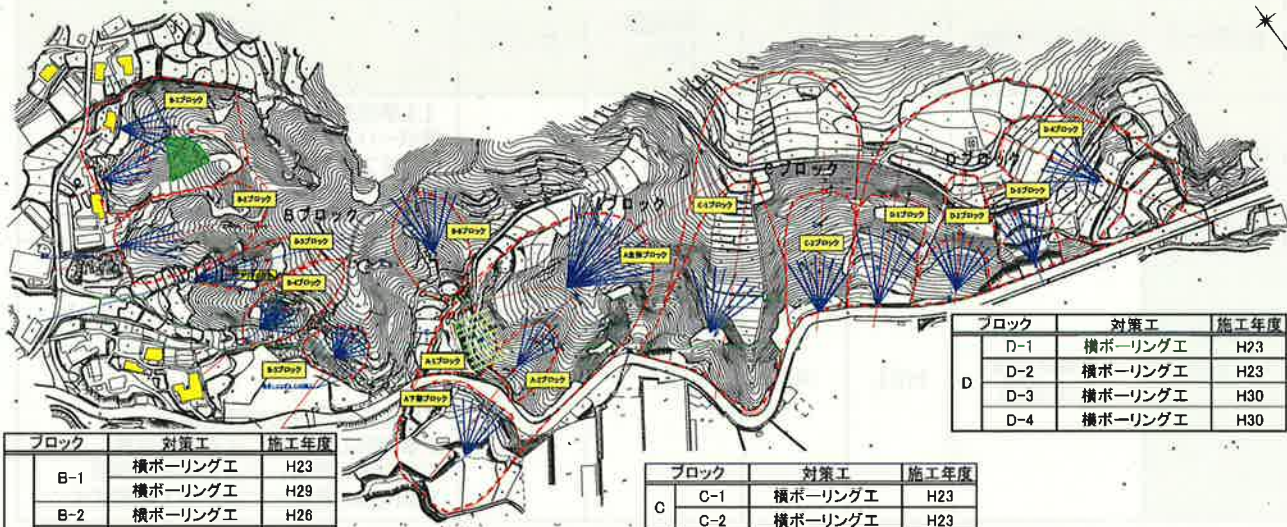 B-1ブロック
B-2ブロック
Bブロック
B-3ブロック
B-4ブロック
B-5ブロック
B-6ブロック
A-1ブロック
A-2ブロック
A下部ブロック
A主体ブロック
C-1ブロック
Cブロック
C-2ブロック
D-1ブロック
D-2ブロック
D-3ブロック
D-4ブロック
Dブロック
ブロック 対策工 施工年度
B-1 横ボーリング工 H23
横ボーリング工 H29
B-2 横ボーリング工 H26
ブロック 対策工 施工年度
C C-1 横ボーリング工 H23
C-2 横ボーリング工 H23
ブロック 対策工 施工年度
D D-1 横ボーリング工 H23
D-2 横ボーリング工 H23
D-3 横ボーリング工 H30
D-4 横ボーリング工 H30